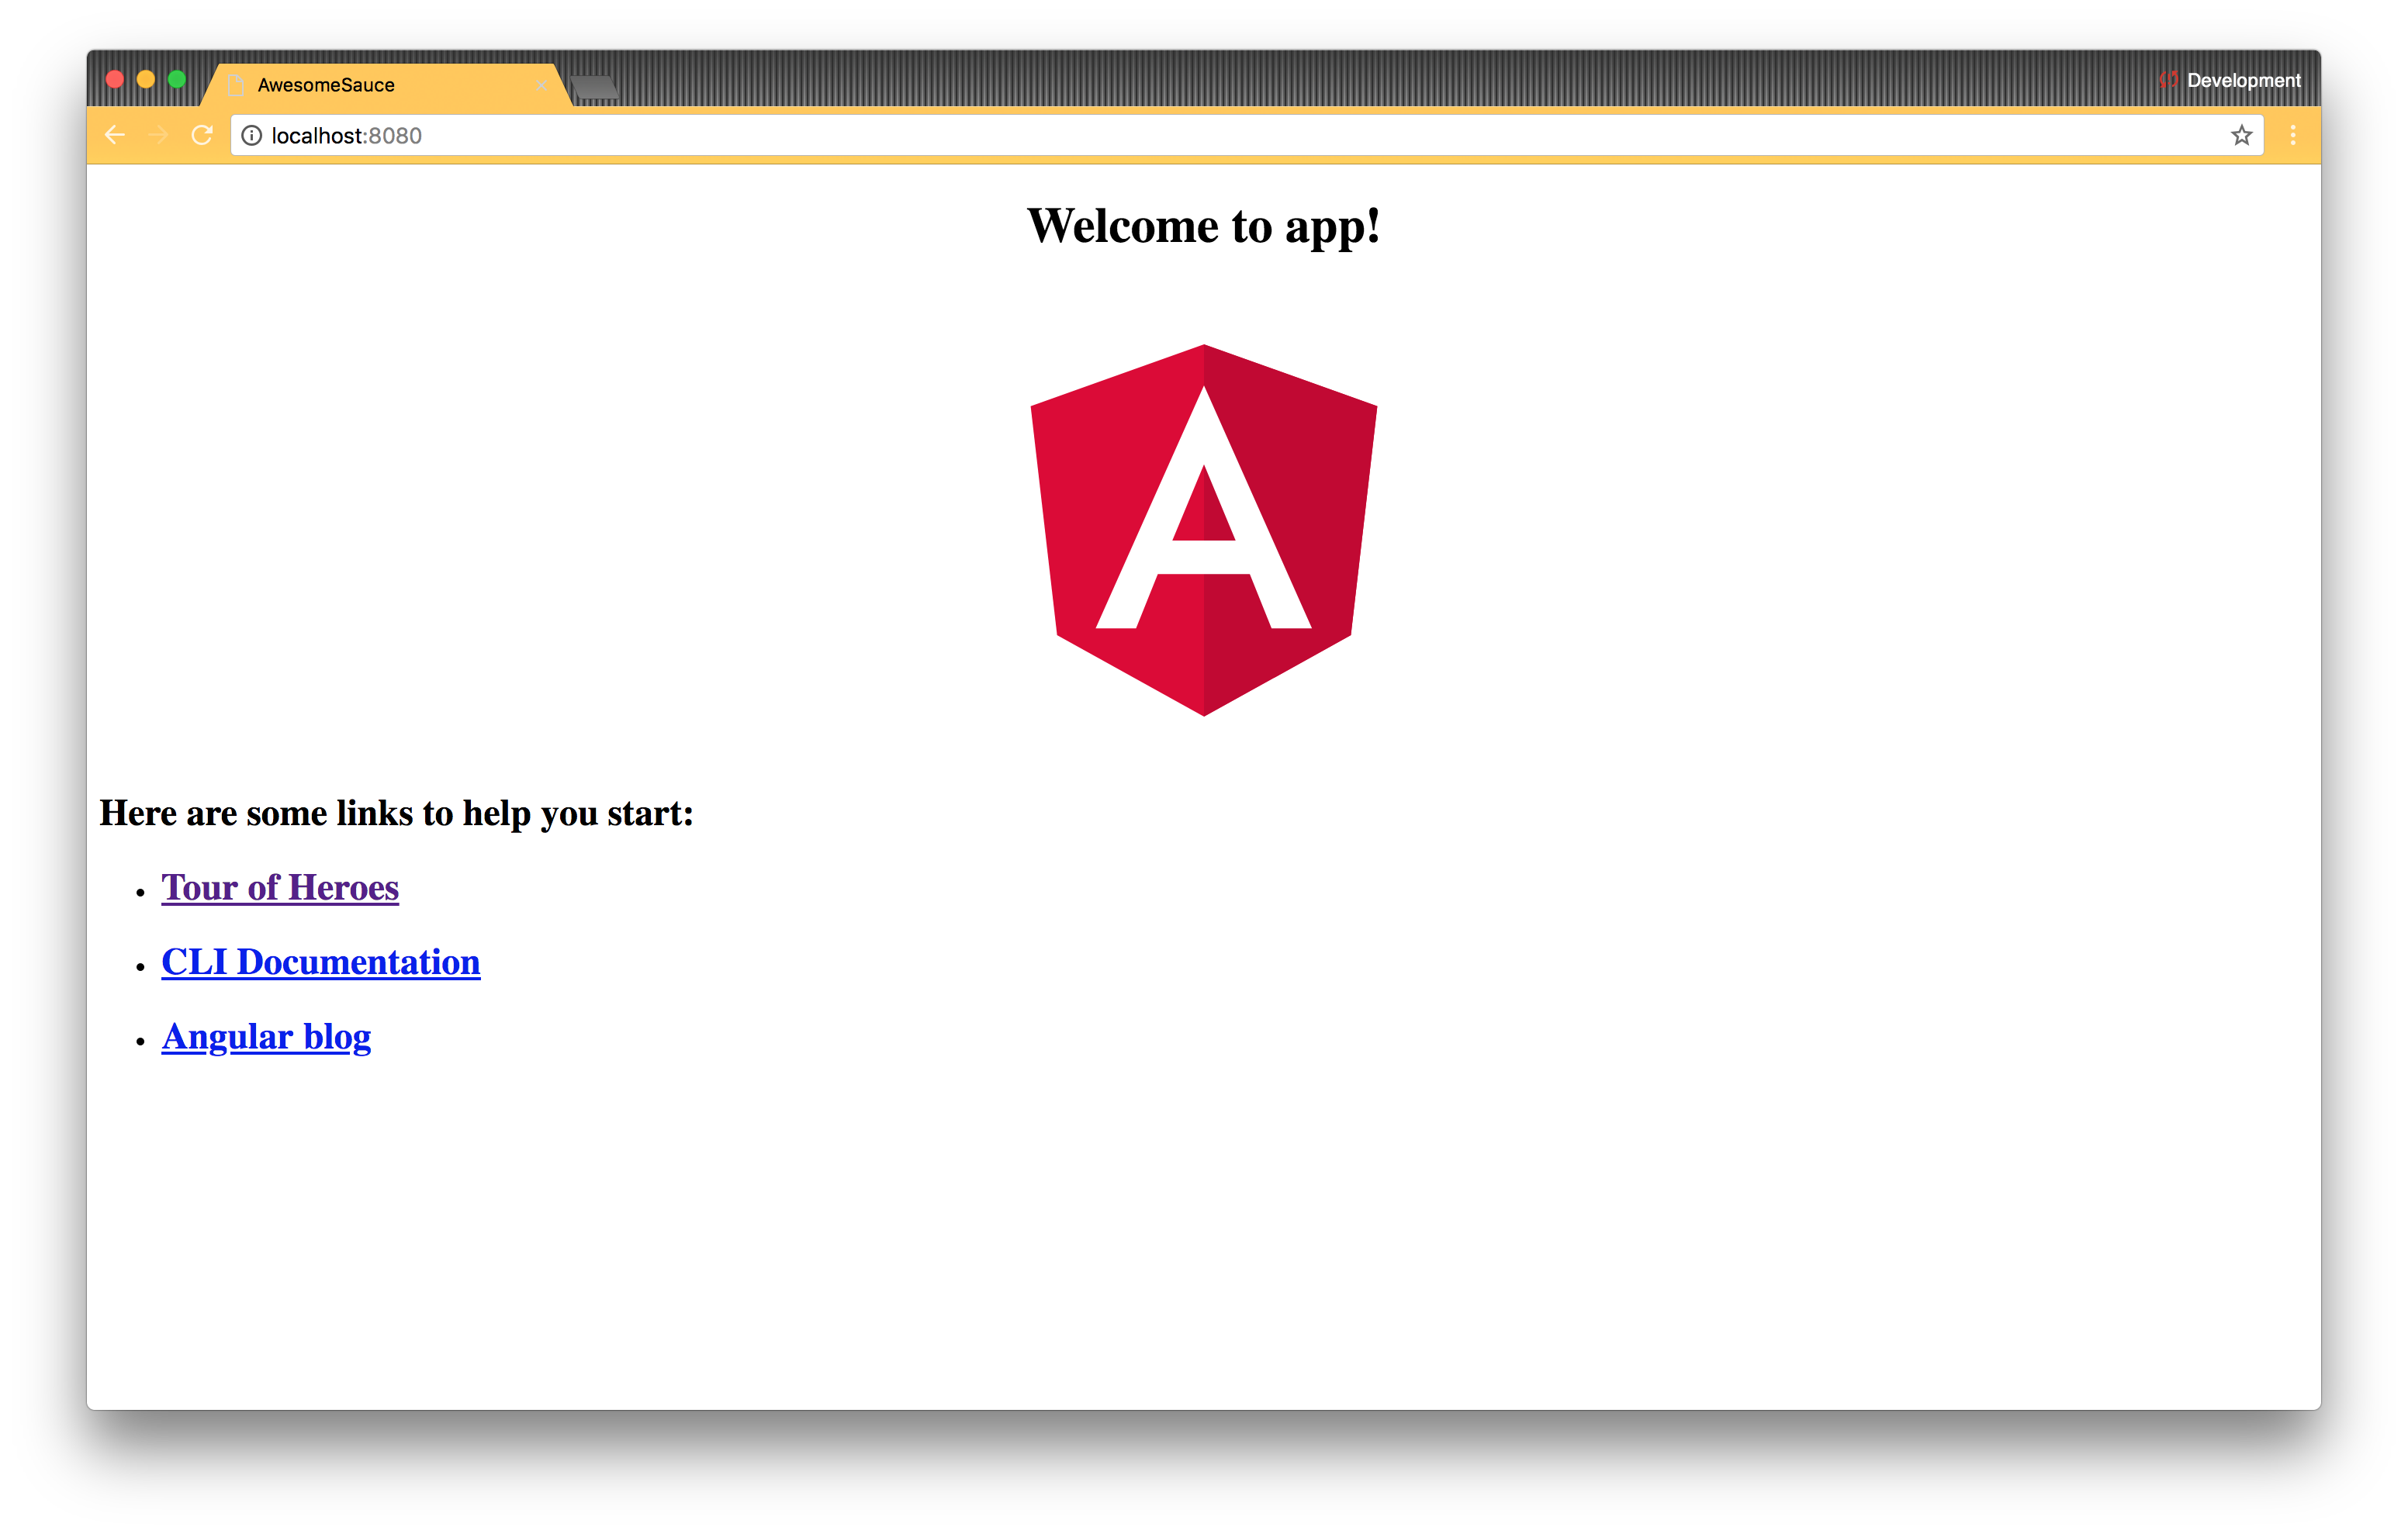 AwesomeSauce
Development
localhost:8080
Welcome to app!
A
Here are some links to help you start:
Tour of Heroes
CLI Documentation
Angular blog